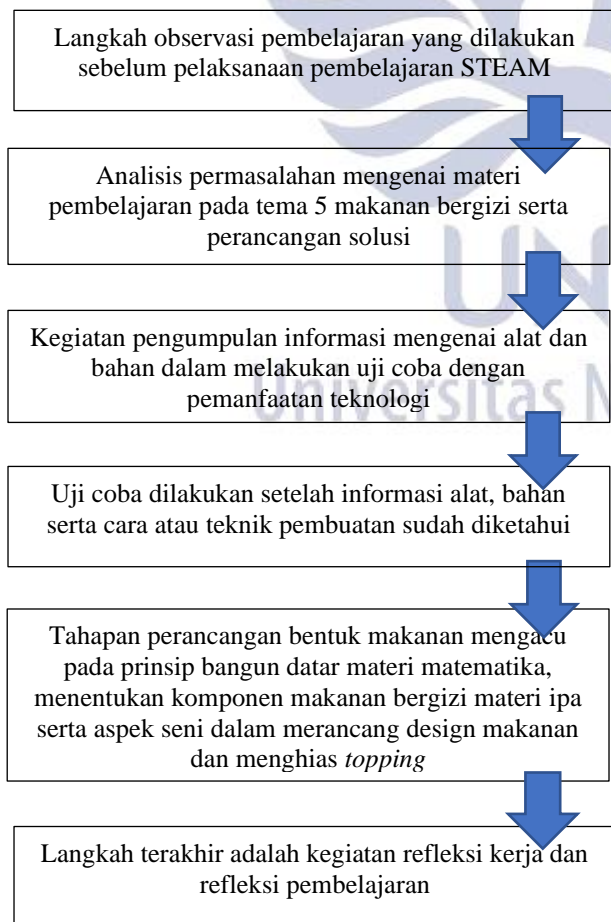 Langkah observasi pembelajaran yang dilakukan
sebelum pelaksanaan pembelajaran STEAM
Analisis permasalahan mengenai materi
pembelajaran pada tema 5 makanan bergizi serta
perancangan solusi
UN
Kegiatan pengumpulan informasi mengenai alat dan
bahan dalam melakukan uji coba dengan
pemanfaatan teknologi
Universitas N
Uji coba dilakukan setelah informasi alat, bahan
serta cara atau teknik pembuatan sudah diketahui
Tahapan perancangan bentuk makanan mengacu
pada prinsip bangun datar materi matematika,
menentukan komponen makanan bergizi materi ipa
serta aspek seni dalam merancang design makanan
dan menghias topping
Langkah terakhir adalah kegiatan refleksi kerja dan
refleksi pembelajaran